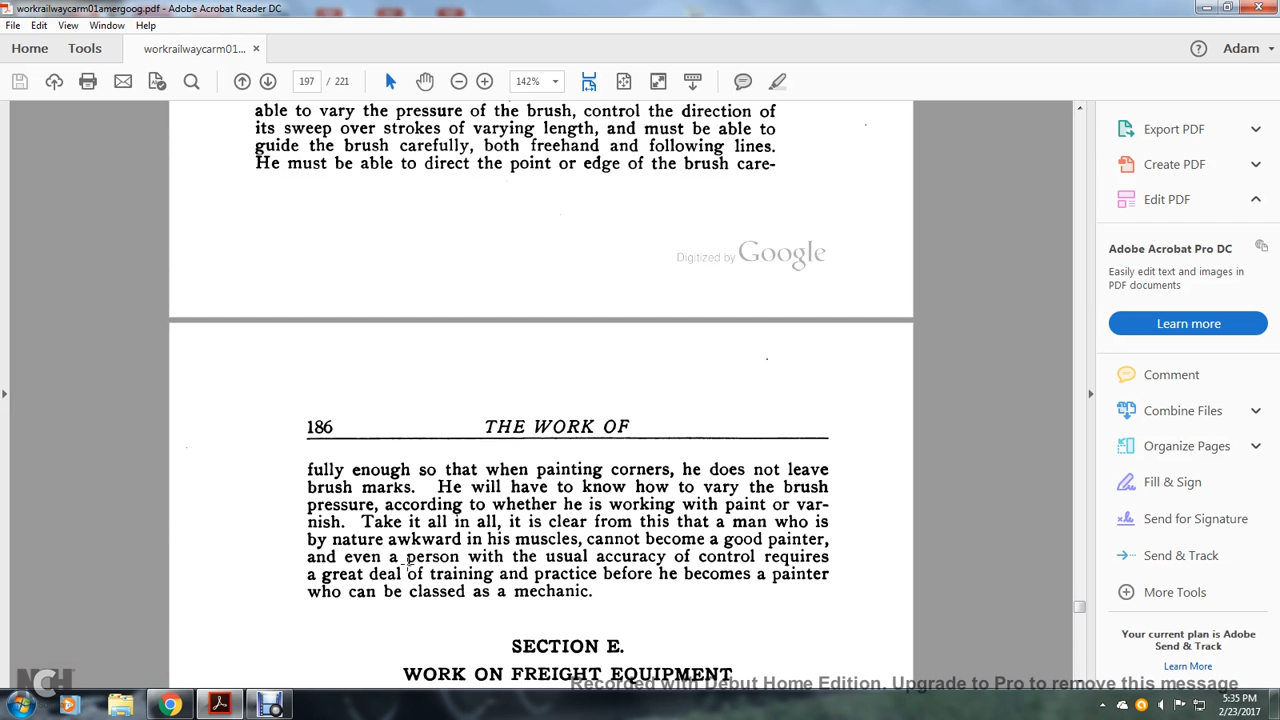 workrailwaycarm01amergoog.pdf - Adobe Acrobat Reader DC
File Edit View Window Help
Home Tools workrailwaycarm01... × Adam
197 / 221 142%
able to vary the pressure of the brush, control the direction of
its sweep over strokes of varying length, and must be able to
guide the brush carefully, both freehand and following lines.
He must be able to direct the point or edge of the brush care-
Digitized by Google
186 THE WORK OF
fully enough so that when painting corners, he does not leave
brush marks. He will have to know how to vary the brush
pressure, according to whether he is working with paint or var-
nish. Take it all in all, it is clear from this that a man who is
by nature awkward in his muscles, cannot become a good painter,
and even a person with the usual accuracy of control requires
a great deal of training and practice before he becomes a painter
who can be classed as a mechanic.
SECTION E.
WORK ON FREIGHT EQUIPMENT
Export PDF
Create PDF
Edit PDF
Adobe Acrobat Pro DC
Easily edit text and images in
PDF documents
Learn more
Comment
Combine Files
Organize Pages
Fill & Sign
Send for Signature
Send & Track
More Tools
Your current plan is Adobe
Send & Track
Learn More
NCH
Recorded with Debut Home Edition. Upgrade to Pro to remove this message
5:35 PM
2/23/2017